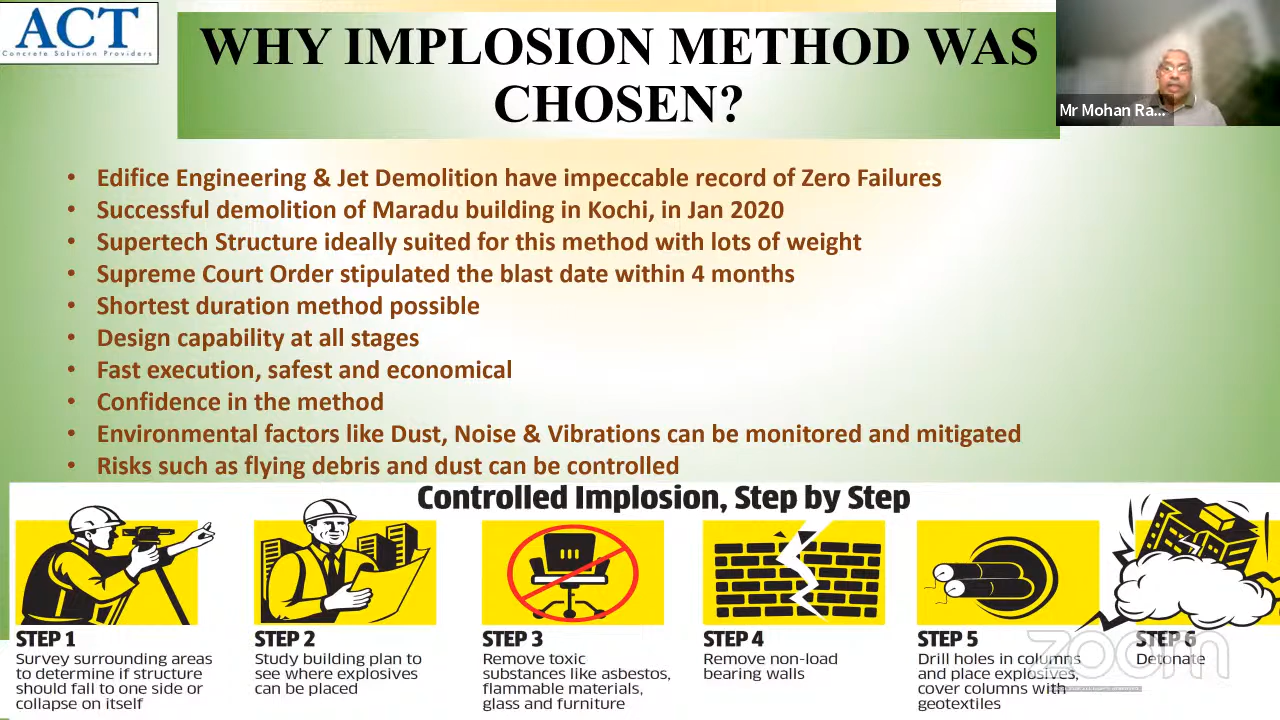 ACT
Concrete Solution Providers
WHY IMPLOSION METHOD WAS
CHOSEN?
Mr Mohan Ra...
• Edifice Engineering & Jet Demolition have impeccable record of Zero Failures
• Successful demolition of Maradu building in Kochi, in Jan 2020
• Supertech Structure ideally suited for this method with lots of weight
• Supreme Court Order stipulated the blast date within 4 months
• Shortest duration method possible
• Design capability at all stages
• Fast execution, safest and economical
• Confidence in the method
• Environmental factors like Dust, Noise & Vibrations can be monitored and mitigated
• Risks such as flying debris and dust can be controlled
Controlled Implosion, Step by Step
STEP 1
Survey surrounding areas
to determine if structure
should fall to one side or
collapse on itself
STEP 2
Study building plan to
see where explosives
can be placed
STEP 3
Remove toxic
substances like asbestos,
flammable materials,
glass and furniture
STEP 4
Remove non-load
bearing walls
STEP 5
Drill holes in columns
and place explosives,
cover columns with
geotextiles
STEP 6
Detonate
zoom